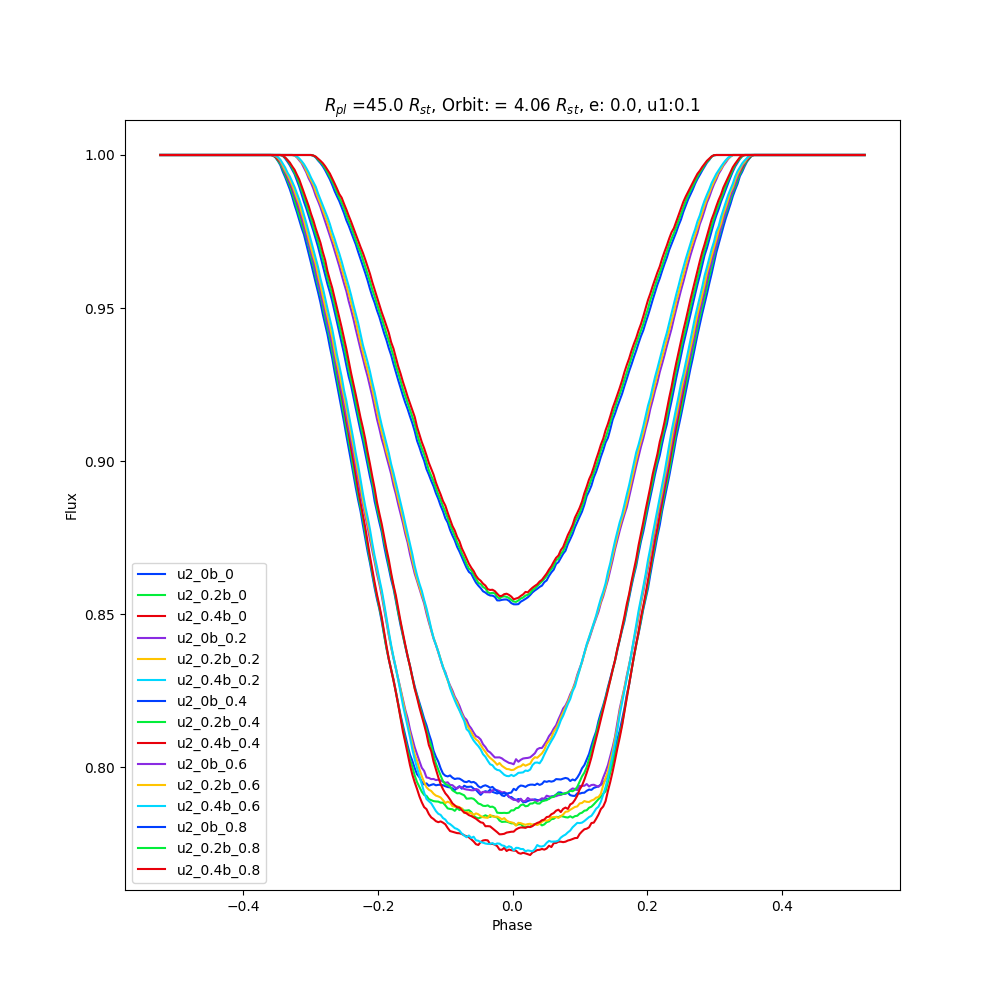 R_pl =45.0 R_st, Orbit: = 4.06 R_st, e: 0.0, u1:0.1
1.00
0.95
0.90
0.85
0.80
Flux
u2_0b_0
u2_0.2b_0
u2_0.4b_0
u2_0b_0.2
u2_0.2b_0.2
u2_0.4b_0.2
u2_0b_0.4
u2_0.2b_0.4
u2_0.4b_0.4
u2_0b_0.6
u2_0.2b_0.6
u2_0.4b_0.6
u2_0b_0.8
u2_0.2b_0.8
u2_0.4b_0.8
−0.4 −0.2 0.0 0.2 0.4
Phase